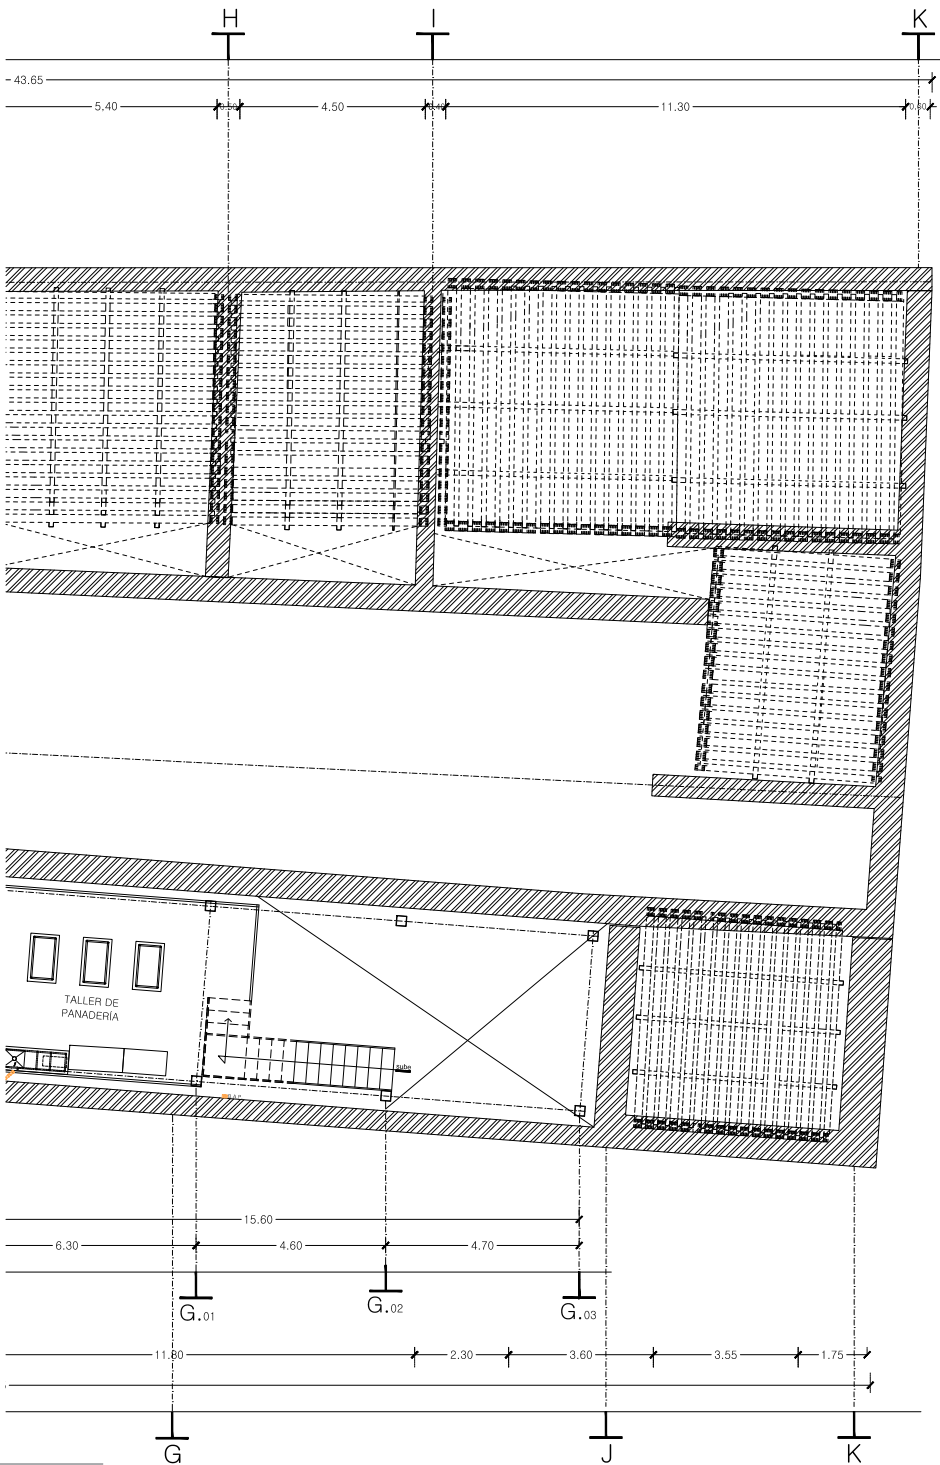 H I K
43.65
5.40 4.50 11.30
TALLER DE
PANADERÍA
sube
15.60
6.30 4.60 4.70
G.01 G.02 G.03
11.80 2.30 3.60 3.55 1.75
G J K